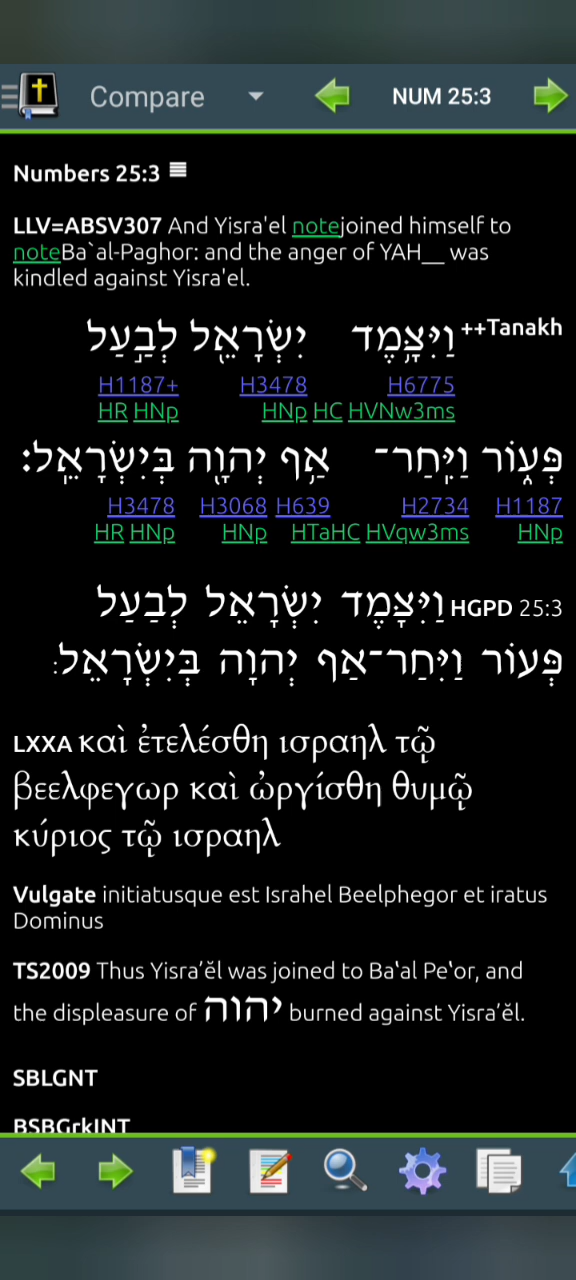 Compare
NUM 25:3
Numbers 25:3
LLV=ABSV307 And Yisra'el notejoined himself to
noteBa`al-Paghor: and the anger of YAH__ was
kindled against Yisra'el.
++Tanakh וַיִּצָּ֥מֶד יִשְׂרָאֵ֖ל לְבַ֣עַל
H1187+ H3478 H6775
HR HNp HNp HC HVNw3ms
פְּע֑וֹר וַיִּֽחַר־ אַ֥ף יְהוָ֖ה בְּיִשְׂרָאֵֽל׃
H3478 H3068 H639 H2734 H1187
HR HNp HNp HTaHC HVqw3ms HNp
HGPD 25:3 וַיִּצָּמֶד יִשְׂרָאֵל לְבַעַל
פְּעוֹר וַיִּחַר־אַף יְהוָה בְּיִשְׂרָאֵל׃
LXXA καὶ ἐτελέσθη ισραηλ τῷ
βεελφεγωρ καὶ ὠργίσθη θυμῷ
κύριος τῷ ισραηλ
Vulgate initiatusque est Israhel Beelphegor et iratus
Dominus
TS2009 Thus Yisra’ĕl was joined to Ba‛al Pe‛or, and
the displeasure of יהוה burned against Yisra’ĕl.
SBLGNT
BSBGrkINT